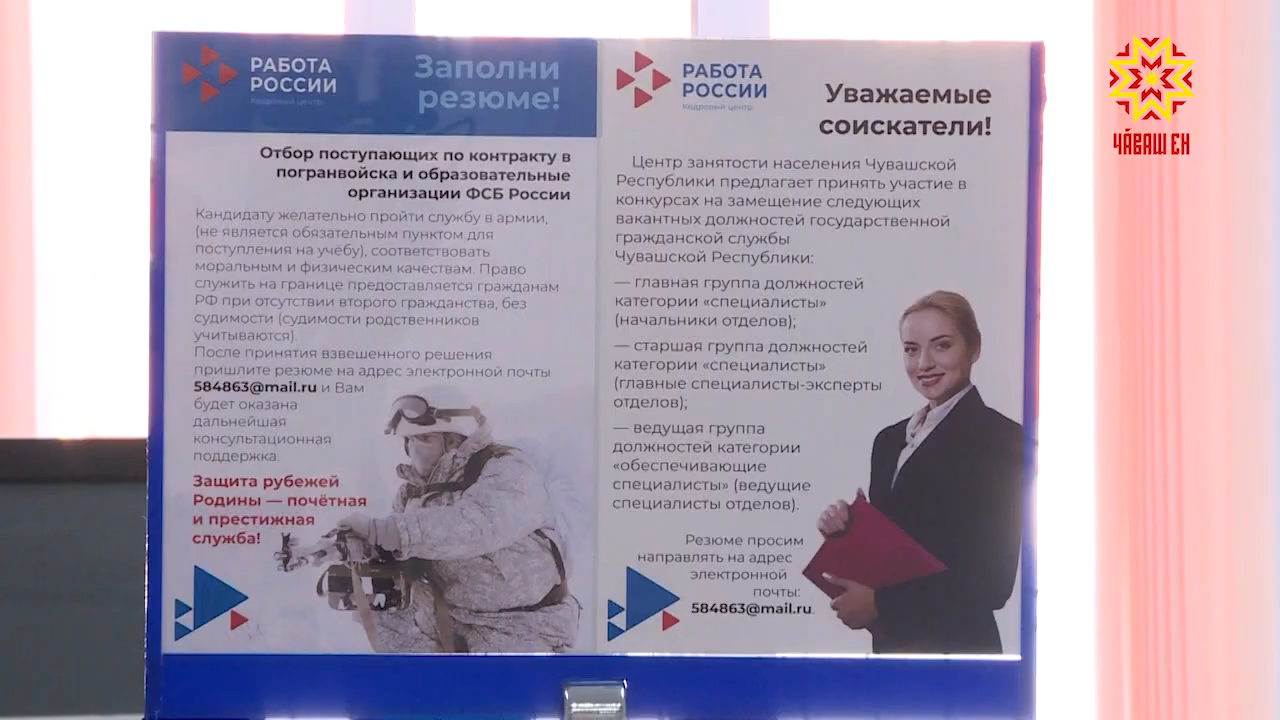 РАБОТА
РОССИИ
Кадровый центр
Заполни
резюме!
Отбор поступающих по контракту в
погранвойска и образовательные
организации ФСБ России
Кандидату желательно пройти службу в армии,
(не является обязательным пунктом для
поступления на учёбу), соответствовать
моральным и физическим качествам. Право
служить на границе предоставляется гражданам
РФ при отсутствии второго гражданства, без
судимости (судимости родственников
учитываются).
После принятия взвешенного решения
пришлите резюме на адрес электронной почты
584863@mail.ru и Вам
будет оказана
дальнейшая
консультационная
поддержка.
Защита рубежей
Родины — почётная
и престижная
служба!
РАБОТА
РОССИИ
Кадровый центр
Уважаемые
соискатели!
Центр занятости населения Чувашской
Республики предлагает принять участие в
конкурсах на замещение следующих
вакантных должностей государственной
гражданской службы
Чувашской Республики:
— главная группа должностей
категории «специалисты»
(начальники отделов);
— старшая группа должностей
категории «специалисты»
(главные специалисты-эксперты
отделов);
— ведущая группа
должностей категории
«обеспечивающие
специалисты» (ведущие
специалисты отделов).
Резюме просим
направлять на адрес
электронной
почты:
584863@mail.ru.
ЧӐВАШ ЕН